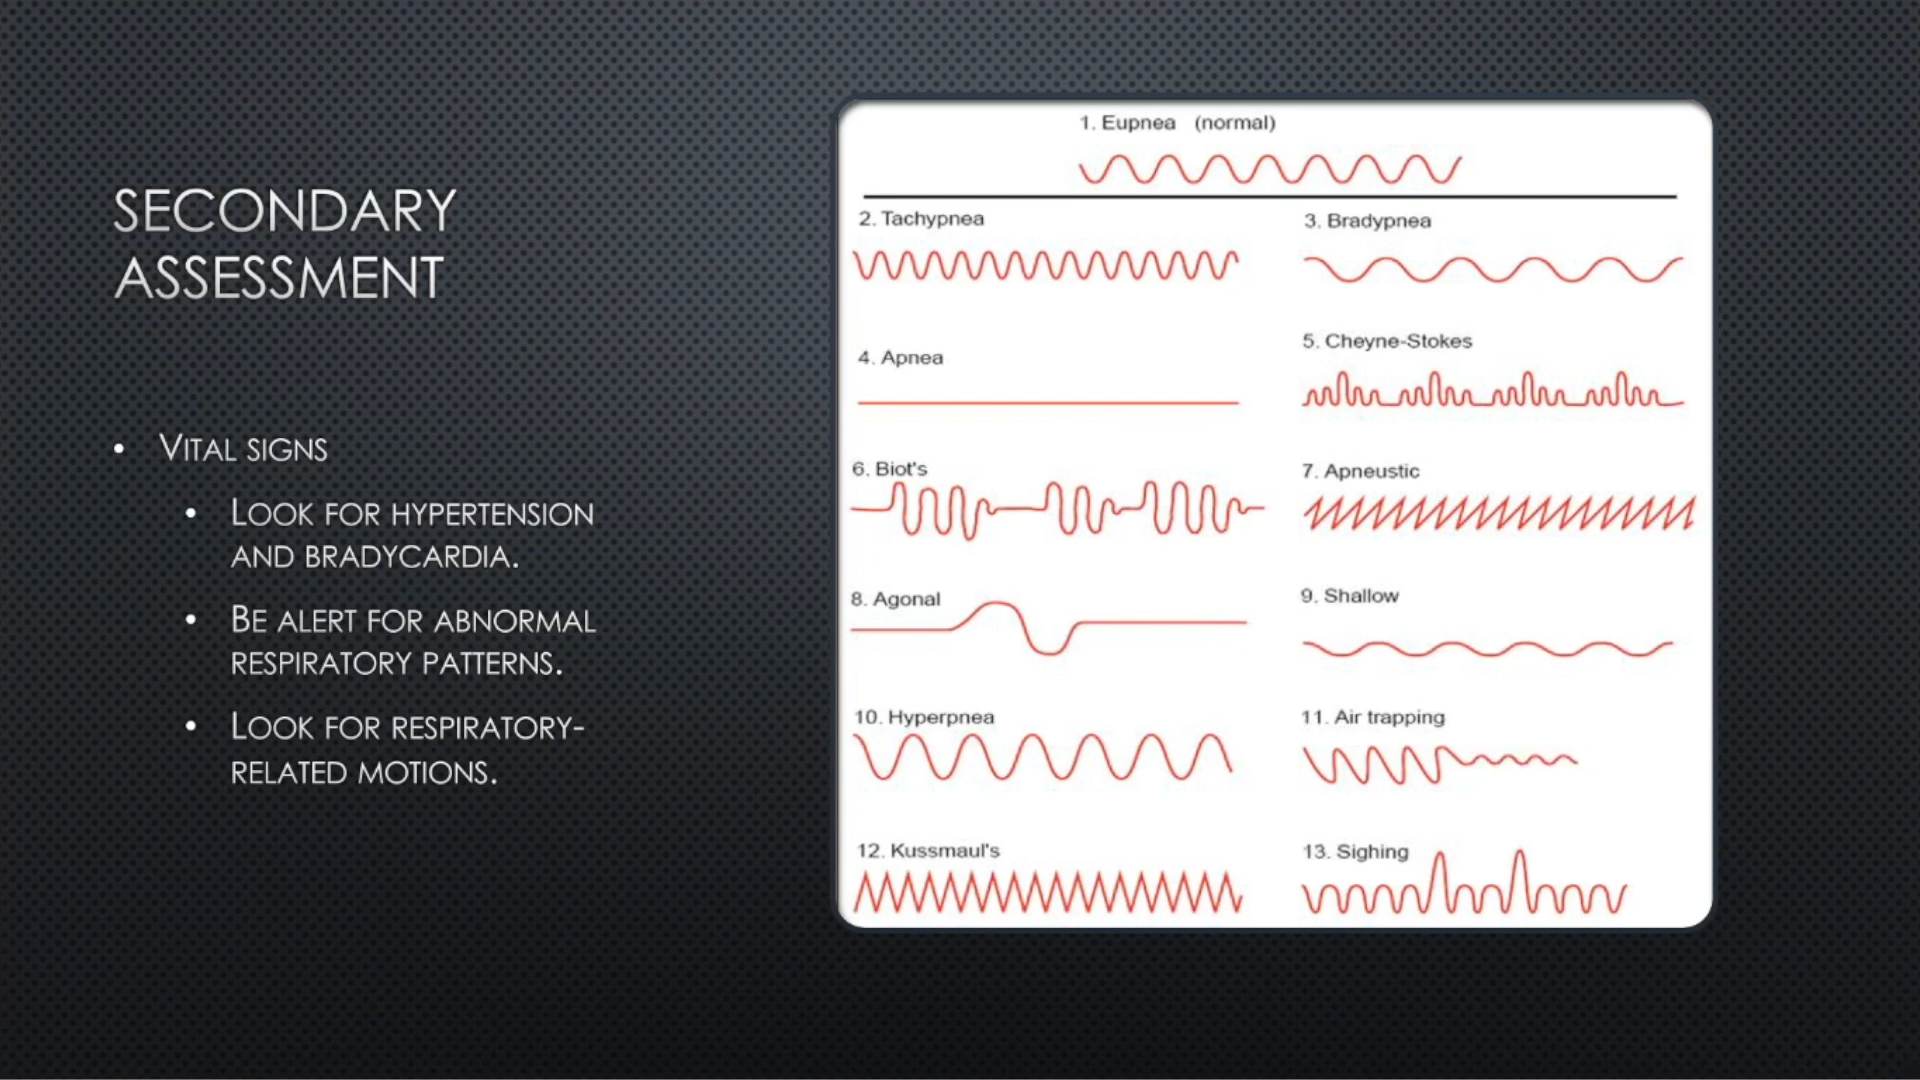 SECONDARY
ASSESSMENT
• VITAL SIGNS
• LOOK FOR HYPERTENSION
AND BRADYCARDIA.
• BE ALERT FOR ABNORMAL
RESPIRATORY PATTERNS.
• LOOK FOR RESPIRATORY-
RELATED MOTIONS.
1. Eupnea (normal)
2. Tachypnea
3. Bradypnea
4. Apnea
5. Cheyne-Stokes
6. Biot's
7. Apneustic
8. Agonal
9. Shallow
10. Hyperpnea
11. Air trapping
12. Kussmaul's
13. Sighing